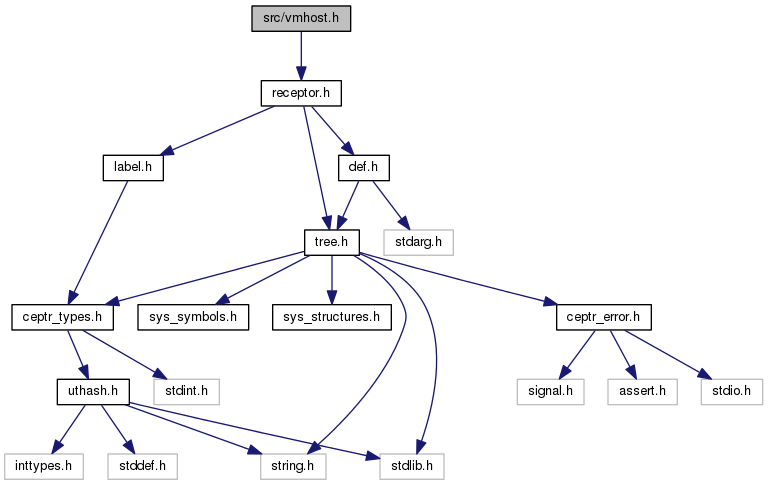 src/vmhost.h
receptor.h
label.h
def.h
tree.h
stdarg.h
ceptr_types.h
sys_symbols.h
sys_structures.h
ceptr_error.h
uthash.h
stdint.h
signal.h
assert.h
stdio.h
inttypes.h
stddef.h
string.h
stdlib.h